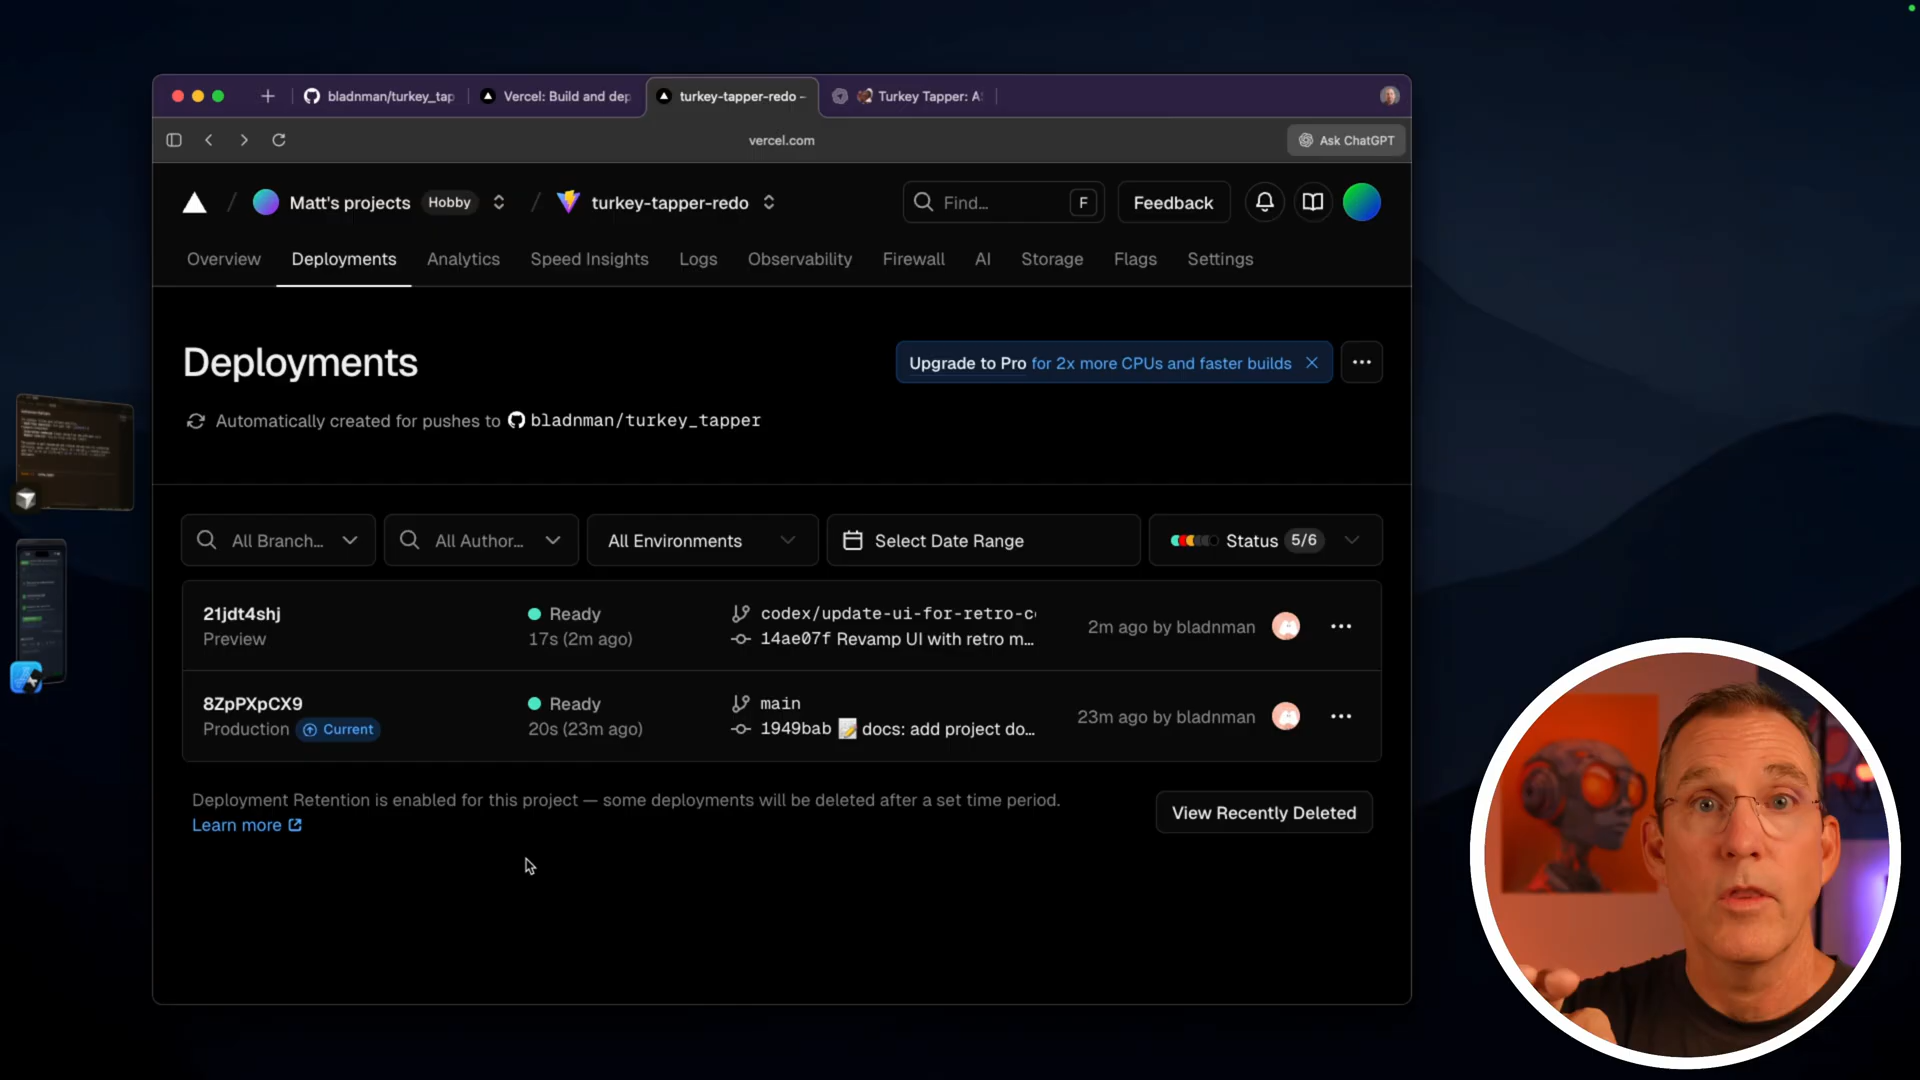 bladnman/turkey_tap
Vercel: Build and dep
turkey-tapper-redo –
Turkey Tapper: A
vercel.com
Ask ChatGPT
/ Matt's projects Hobby / turkey-tapper-redo
Find... F
Feedback
Overview Deployments Analytics Speed Insights Logs Observability Firewall AI Storage Flags Settings
Deployments
Upgrade to Pro for 2x more CPUs and faster builds
Automatically created for pushes to bladnman/turkey_tapper
All Branch... All Author... All Environments Select Date Range Status 5/6
21jdt4shj
Preview
Ready
17s (2m ago)
codex/update-ui-for-retro-c
14ae07f Revamp UI with retro m...
2m ago by bladnman
8ZpPXpCX9
Production Current
Ready
20s (23m ago)
main
1949bab 📝 docs: add project do...
23m ago by bladnman
Deployment Retention is enabled for this project — some deployments will be deleted after a set time period.
Learn more
View Recently Deleted